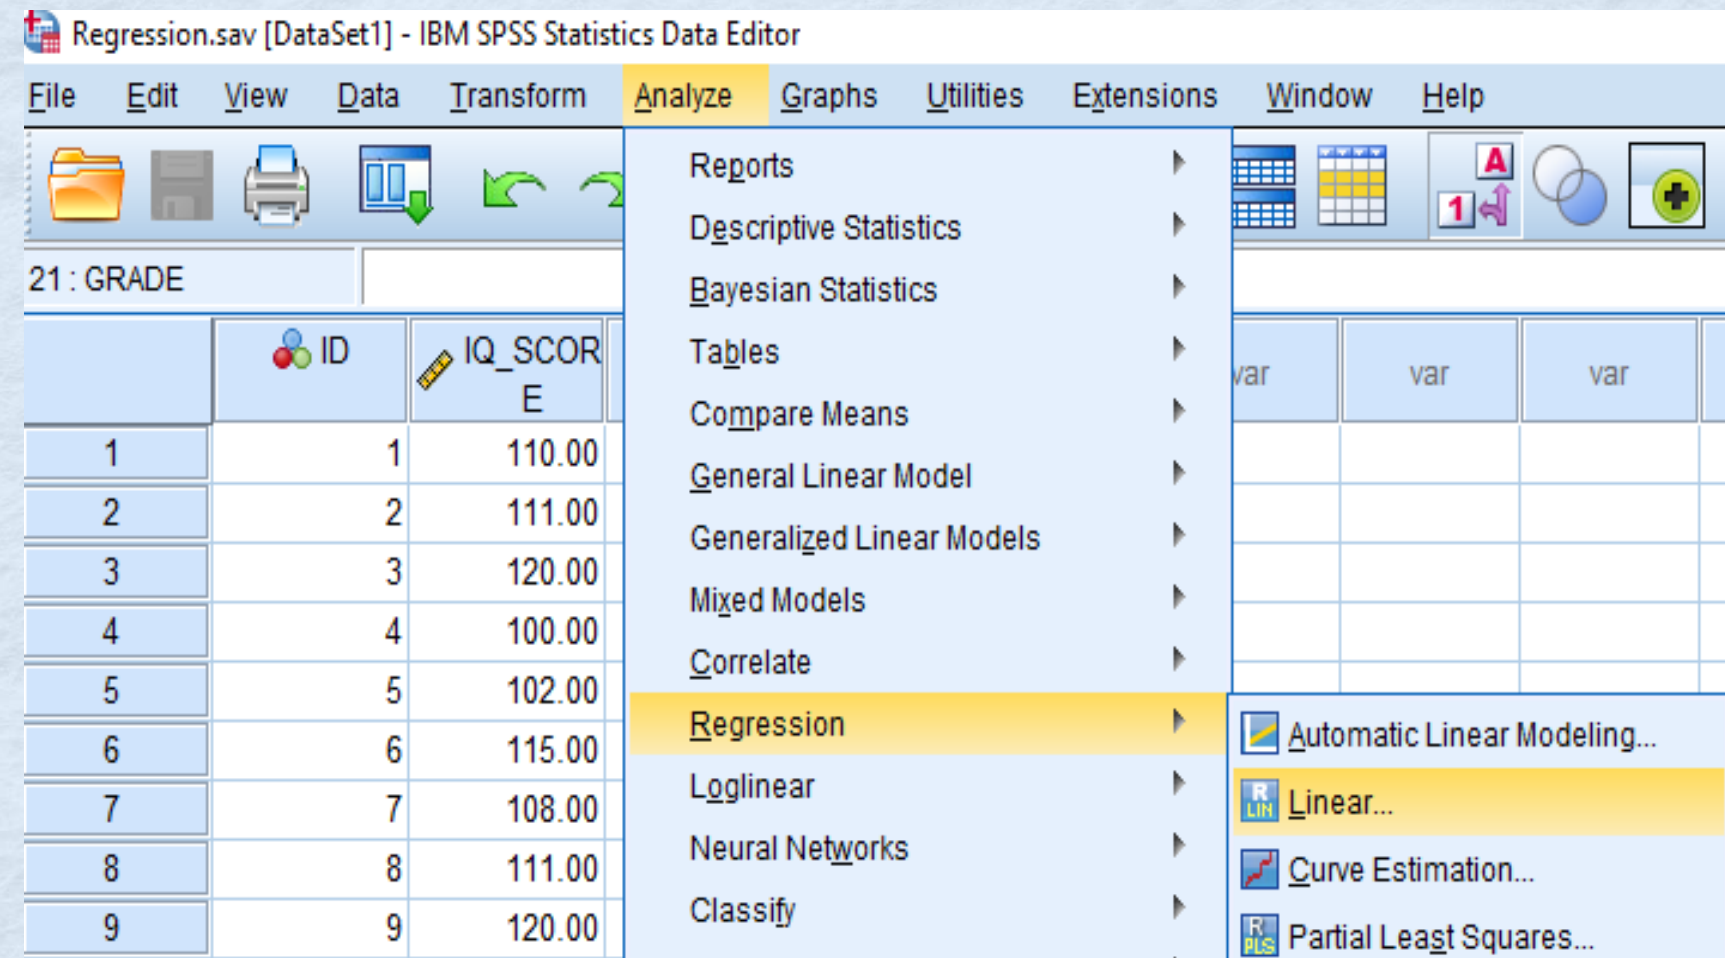 Regression.sav [DataSet1] - IBM SPSS Statistics Data Editor
File Edit View Data Transform Analyze Graphs Utilities Extensions Window Help
A
1
21 : GRADE
ID IQ_SCOR
E
var var var
1 1 110.00
2 2 111.00
3 3 120.00
4 4 100.00
5 5 102.00
6 6 115.00
7 7 108.00
8 8 111.00
9 9 120.00
Reports
Descriptive Statistics
Bayesian Statistics
Tables
Compare Means
General Linear Model
Generalized Linear Models
Mixed Models
Correlate
Regression
Loglinear
Neural Networks
Classify
Automatic Linear Modeling...
R
LIN Linear...
Curve Estimation...
R
PLS Partial Least Squares...